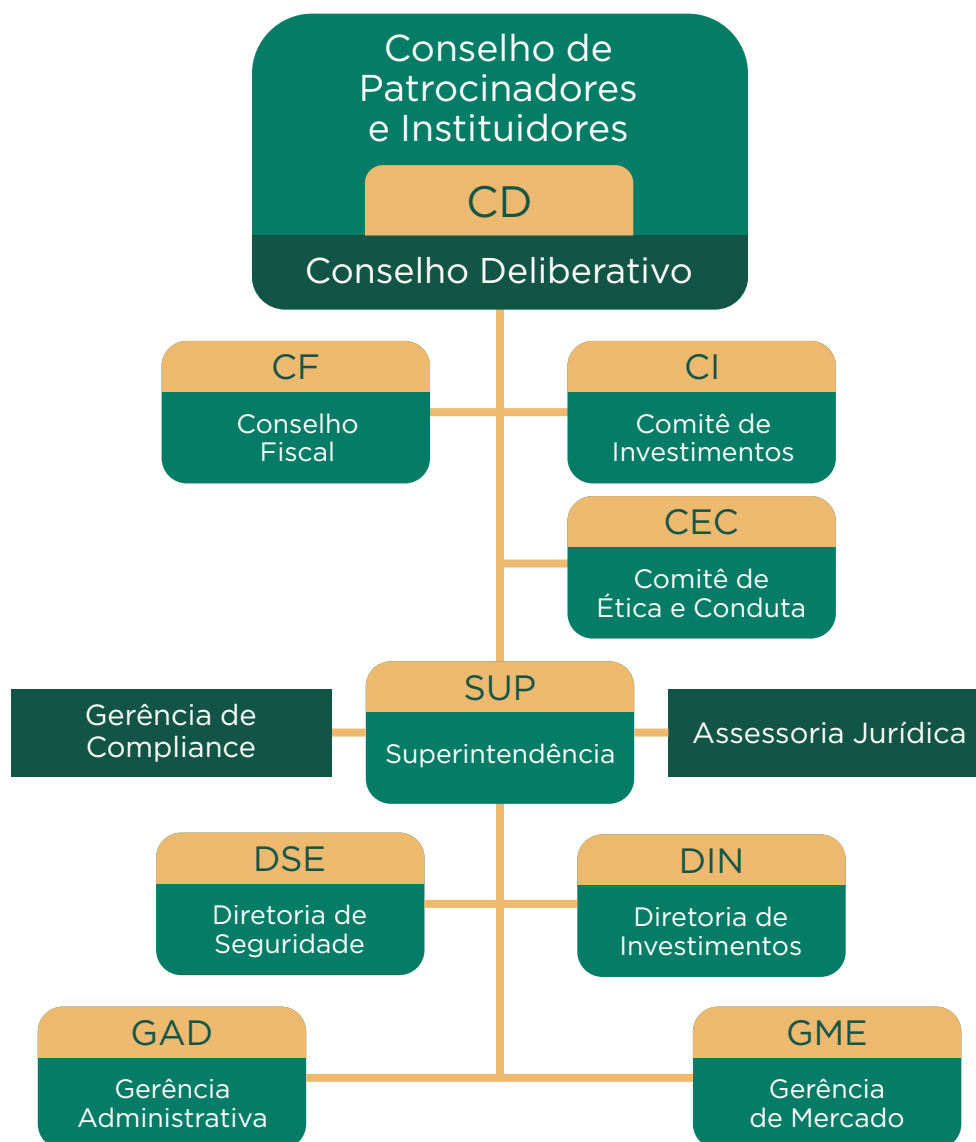 Conselho de
Patrocinadores
e Instituidores
CD
Conselho Deliberativo
CF
Conselho
Fiscal
CI
Comitê de
Investimentos
CEC
Comitê de
Ética e Conduta
SUP
Superintendência
Gerência de
Compliance
Assessoria Jurídica
DSE
Diretoria de
Seguridade
DIN
Diretoria de
Investimentos
GAD
Gerência
Administrativa
GME
Gerência
de Mercado